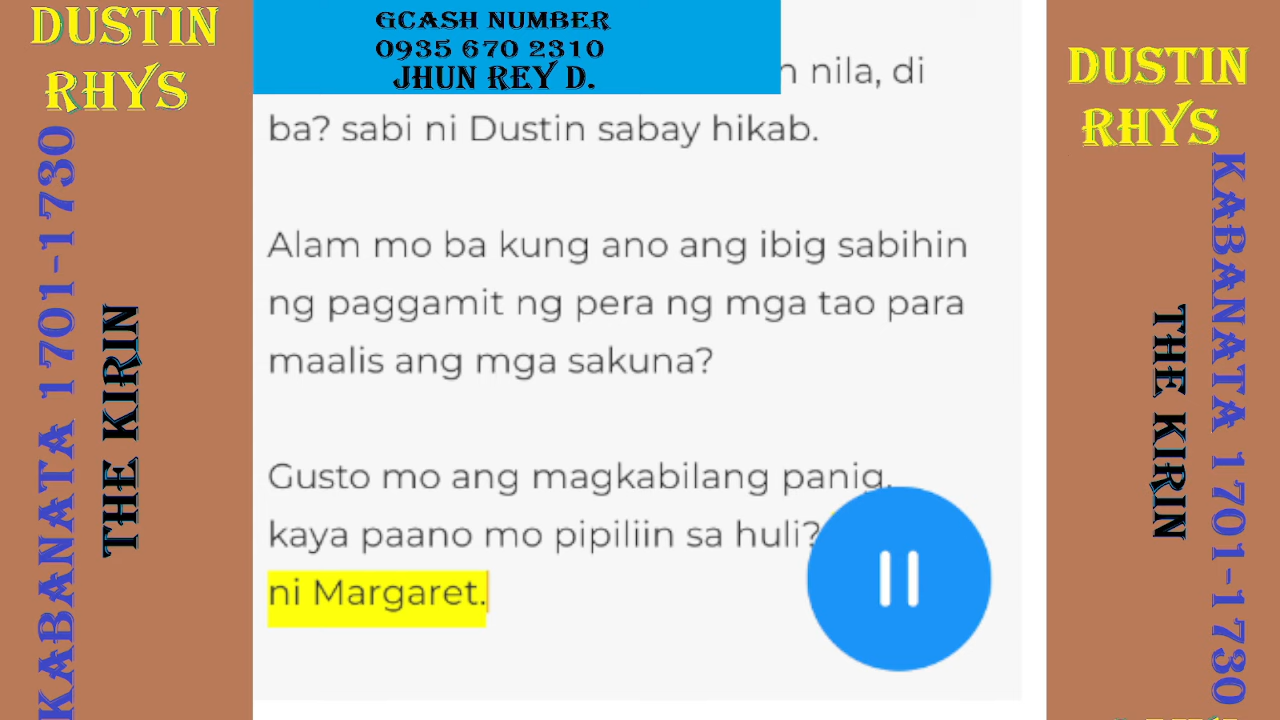 DUSTIN
RHYS
KABANATA 1701-1730
THE KIRIN
GCASH NUMBER
0935 670 2310
JHUN REY D.
nila, di
ba? sabi ni Dustin sabay hikab.
Alam mo ba kung ano ang ibig sabihin
ng paggamit ng pera ng mga tao para
maalis ang mga sakuna?
Gusto mo ang magkabilang panig,
kaya paano mo pipiliin sa huli?
ni Margaret.
DUSTIN
RHYS
KABANATA 1701-1730
THE KIRIN